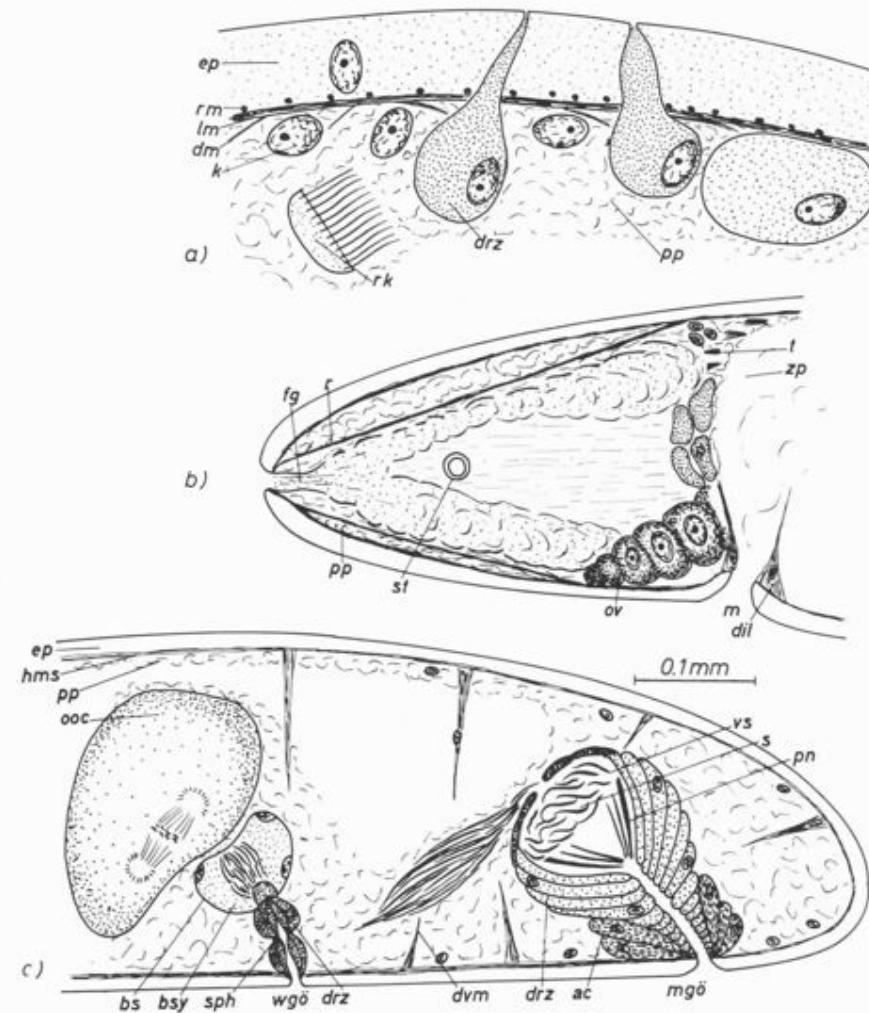 ep
rm
lm
dm
k
a)
rk
drz
pp
fg
r
t
zp
b)
pp
st
ov
m
dil
ep
hms
pp
ooc
0.1mm
vs
s
pn
c)
bs bsy sph wgö drz dvm drz ac mgö